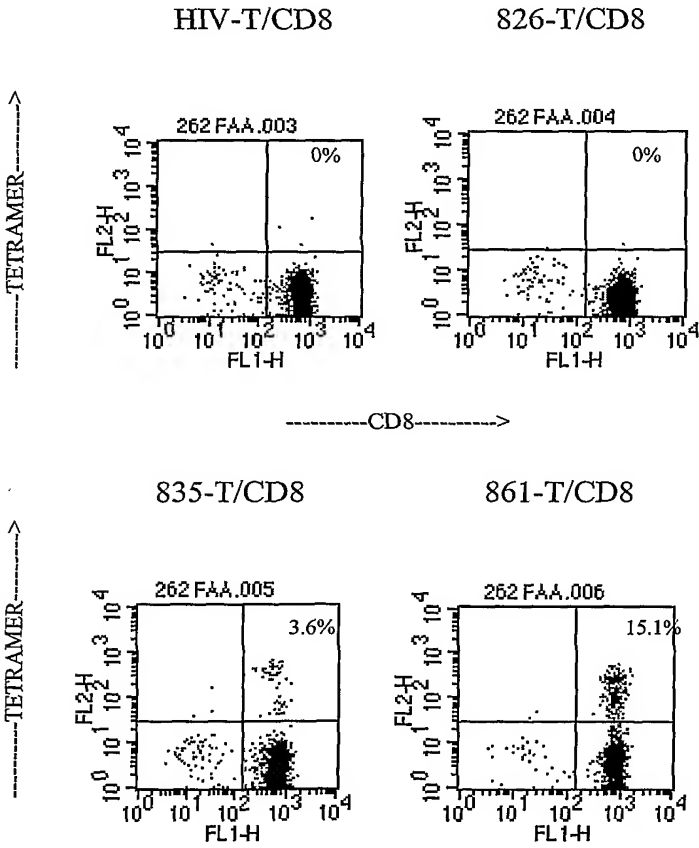 HIV-T/CD8
826-T/CD8
-------TETRAMER------->
262 FAA.003
0%
10^4
10^3
10^2
10^1
10^0
FL2-H
10^0 10^1 10^2 10^3 10^4
FL1-H
262 FAA.004
0%
10^4
10^3
10^2
10^1
10^0
FL2-H
10^0 10^1 10^2 10^3 10^4
FL1-H
----------CD8---------->
835-T/CD8
861-T/CD8
-------TETRAMER------->
262 FAA.005
3.6%
10^4
10^3
10^2
10^1
10^0
FL2-H
10^0 10^1 10^2 10^3 10^4
FL1-H
262 FAA.006
15.1%
10^4
10^3
10^2
10^1
10^0
FL2-H
10^0 10^1 10^2 10^3 10^4
FL1-H